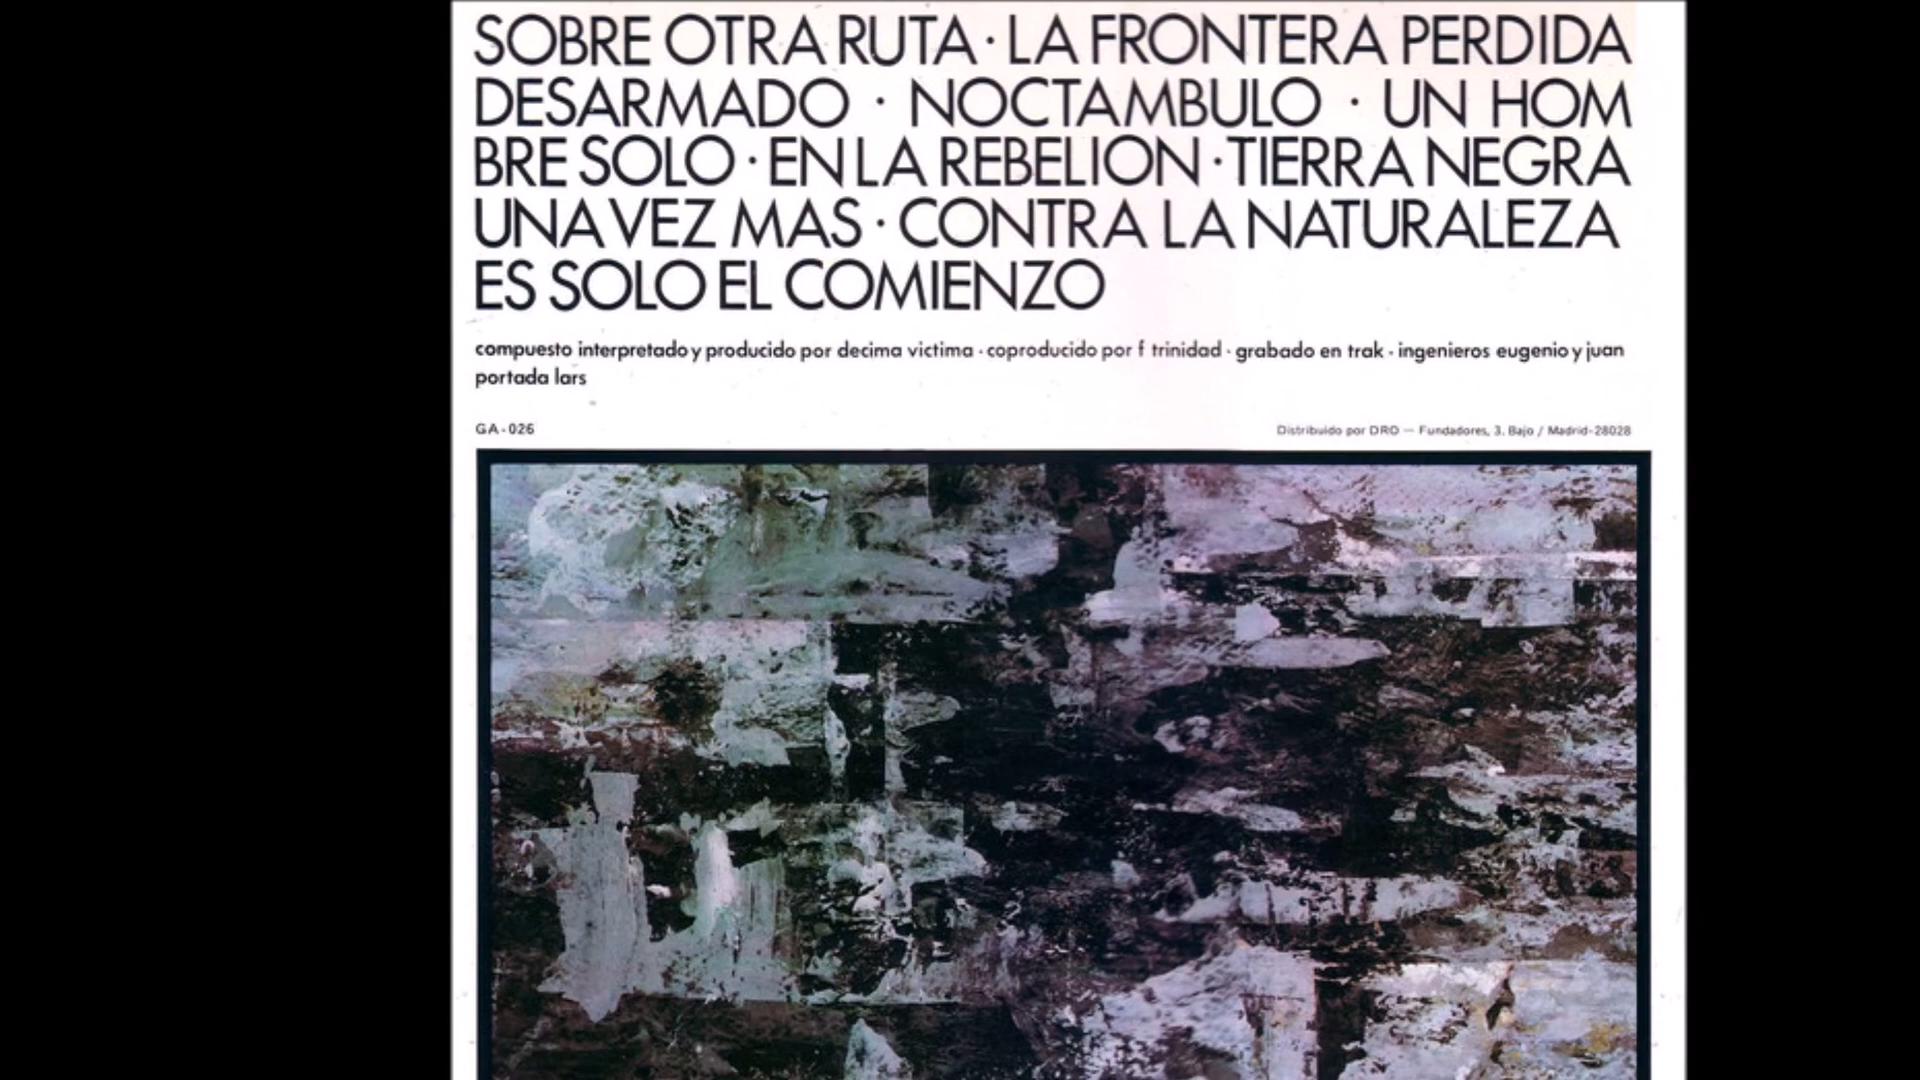 SOBRE OTRA RUTA · LA FRONTERA PERDIDA
DESARMADO · NOCTAMBULO · UN HOM
BRE SOLO · EN LA REBELION · TIERRA NEGRA
UNA VEZ MAS · CONTRA LA NATURALEZA
ES SOLO EL COMIENZO
compuesto interpretado y producido por decima victima · coproducido por f trinidad · grabado en trak · ingenieros eugenio y juan
portada lars
GA-026
Distribuido por DRO — Fundadores, 3. Bajo / Madrid-28028